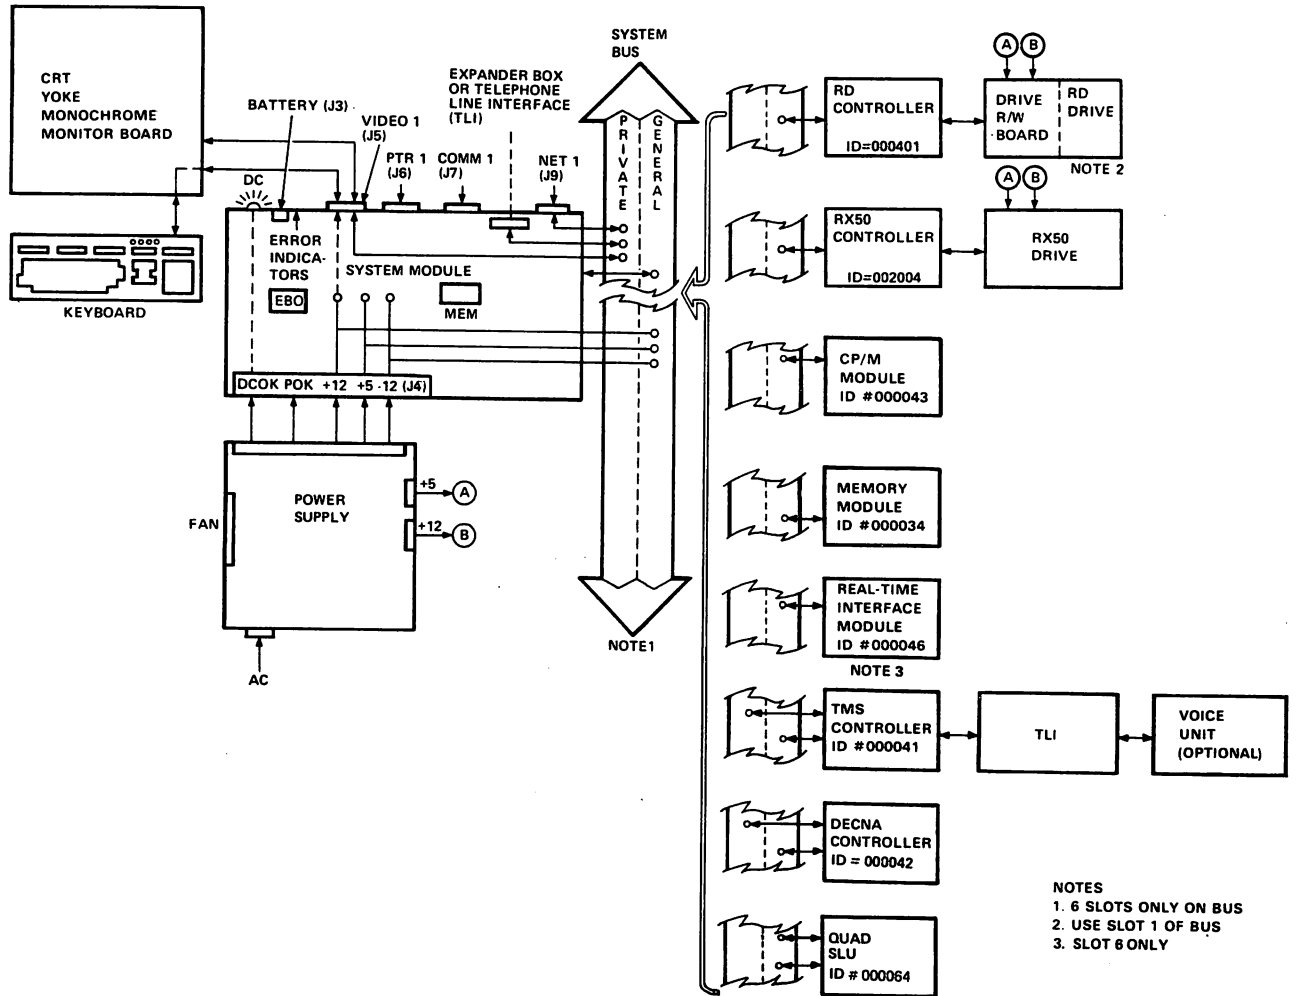 CRT
YOKE
MONOCHROME
MONITOR BOARD
KEYBOARD
BATTERY (J3)
DC
VIDEO 1
(J5)
PTR 1
(J6)
COMM 1
(J7)
EXPANDER BOX
OR TELEPHONE
LINE INTERFACE
(TLI)
NET 1
(J9)
ERROR
INDICA-
TORS
SYSTEM MODULE
EBO
MEM
DCOK POK +12 +5 -12 (J4)
POWER
SUPPLY
FAN
+5
A
+12
B
AC
SYSTEM
BUS
PRIVATE
GENERAL
NOTE1
RD
CONTROLLER
ID=000401
A B
DRIVE
R/W
BOARD
RD
DRIVE
NOTE 2
RX50
CONTROLLER
ID=002004
A B
RX50
DRIVE
CP/M
MODULE
ID #000043
MEMORY
MODULE
ID #000034
REAL-TIME
INTERFACE
MODULE
ID #000046
NOTE 3
TMS
CONTROLLER
ID #000041
TLI
VOICE
UNIT
(OPTIONAL)
DECNA
CONTROLLER
ID = 000042
QUAD
SLU
ID # 000064
NOTES
1. 6 SLOTS ONLY ON BUS
2. USE SLOT 1 OF BUS
3. SLOT 6 ONLY